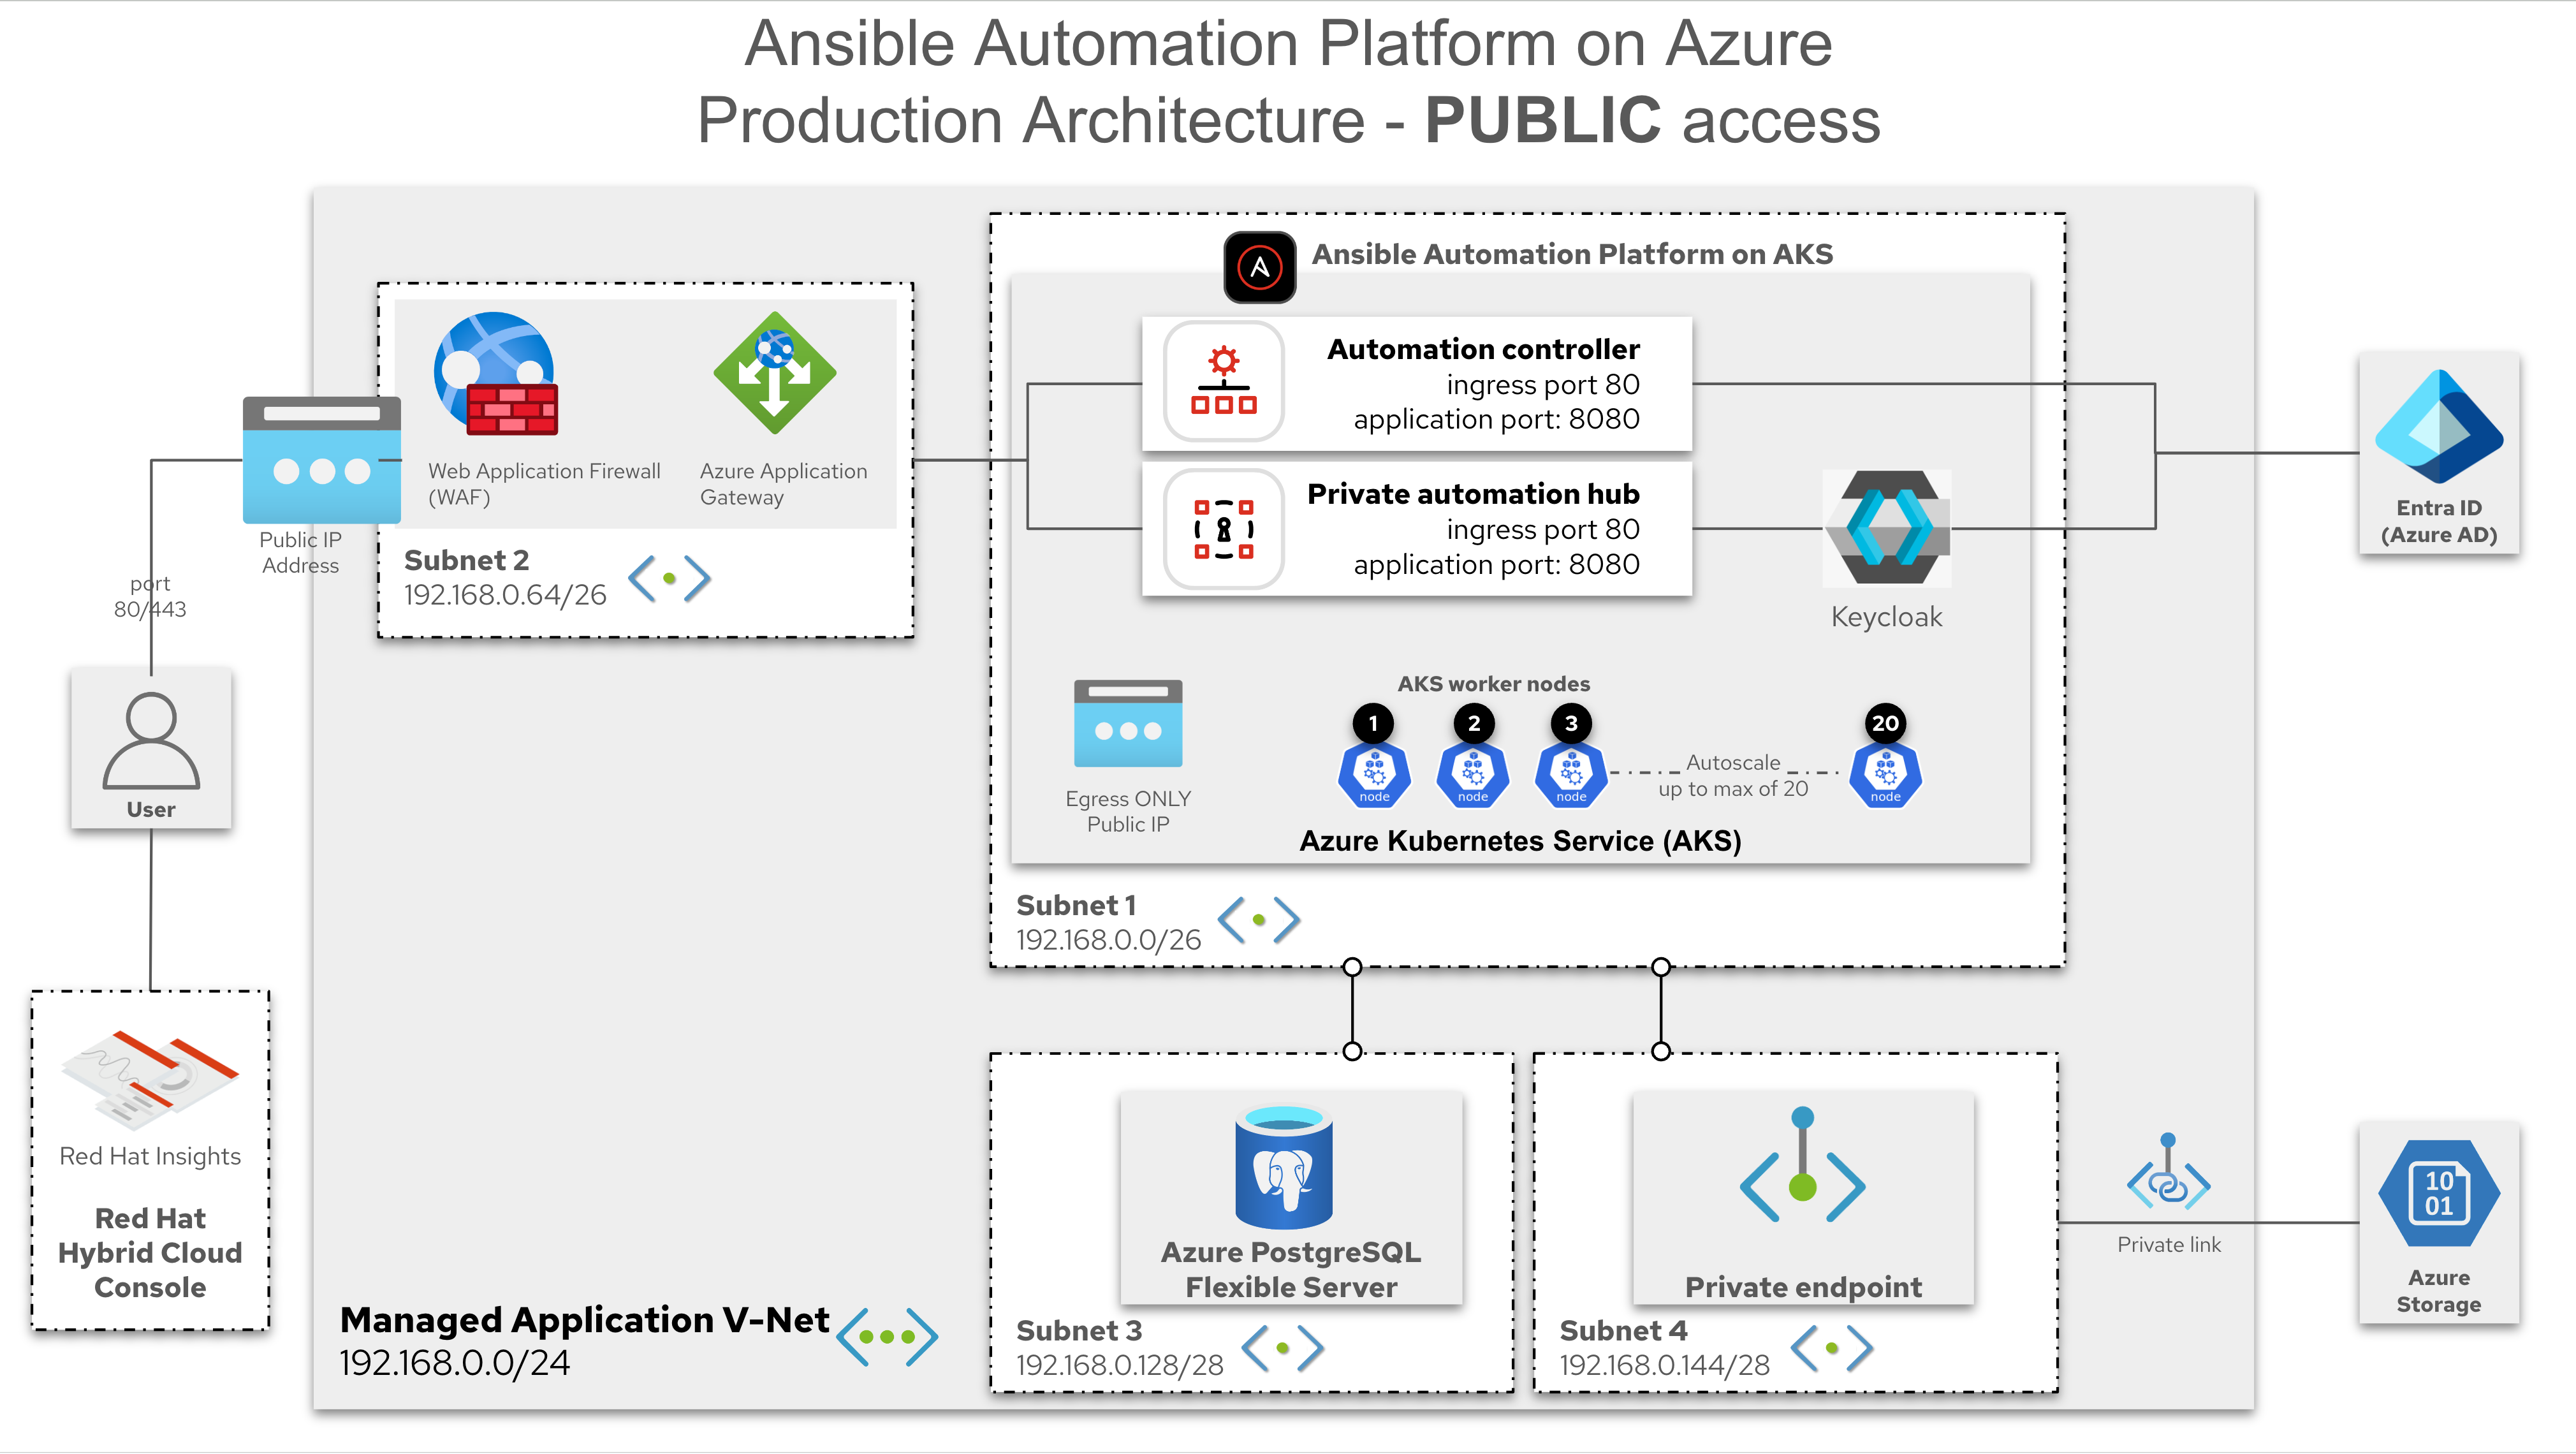 Ansible Automation Platform on Azure
Production Architecture - PUBLIC access
Ansible Automation Platform on AKS
Automation controller
ingress port 80
application port: 8080
Private automation hub
ingress port 80
application port: 8080
Keycloak
Web Application Firewall
(WAF)
Azure Application
Gateway
Subnet 2
192.168.0.64/26
Public IP
Address
port
80/443
User
Entra ID
(Azure AD)
Egress ONLY
Public IP
AKS worker nodes
1
2
3
20
node
node
node
node
Autoscale
up to max of 20
Azure Kubernetes Service (AKS)
Subnet 1
192.168.0.0/26
Red Hat Insights
Red Hat
Hybrid Cloud
Console
Managed Application V-Net
192.168.0.0/24
Azure PostgreSQL
Flexible Server
Subnet 3
192.168.0.128/28
Private endpoint
Subnet 4
192.168.0.144/28
Private link
10
01
Azure
Storage